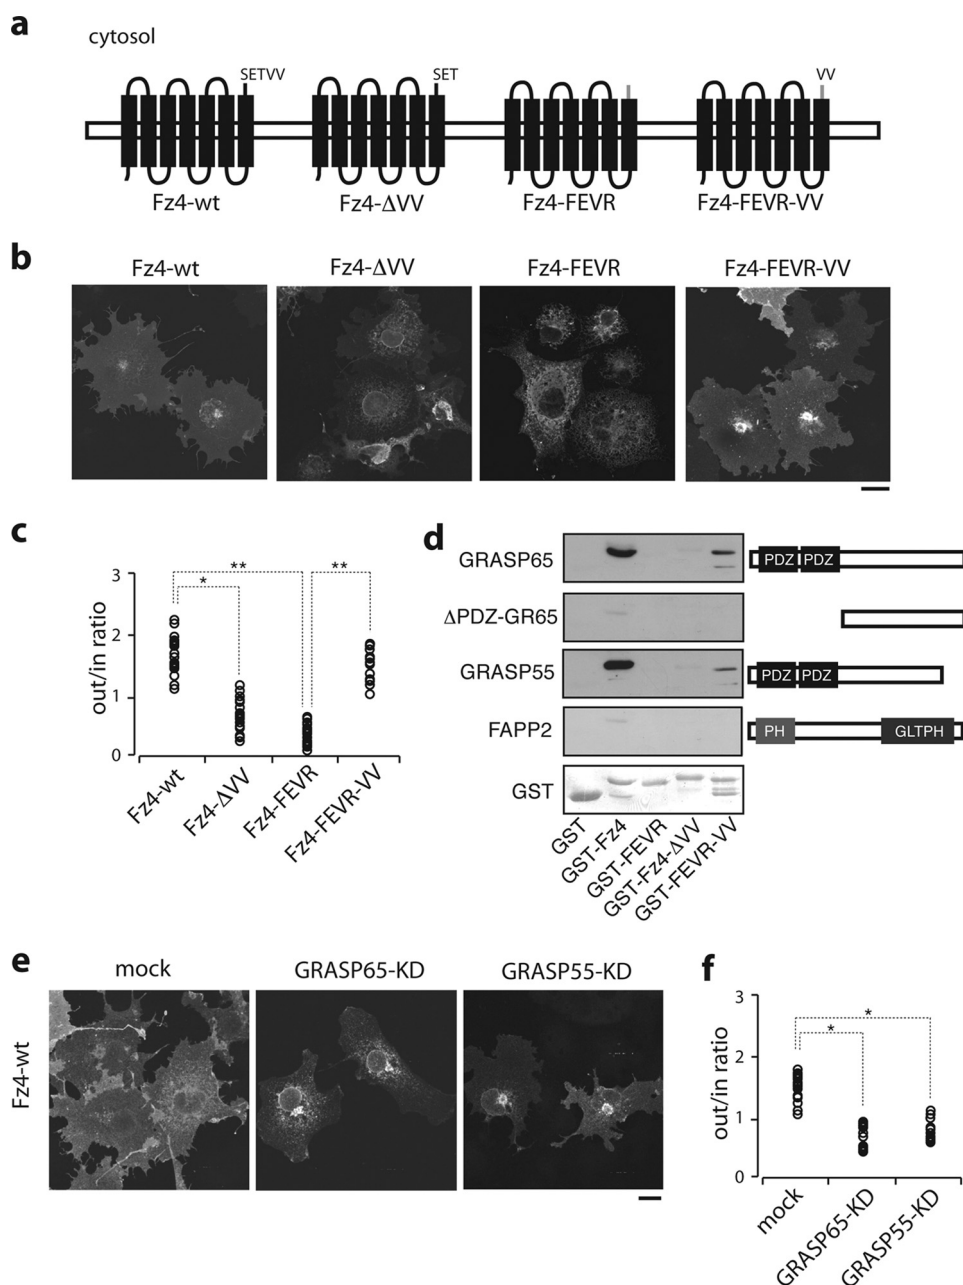 a
cytosol
SETVV SET VV
Fz4-wt Fz4-ΔVV Fz4-FEVR Fz4-FEVR-VV
b
Fz4-wt Fz4-ΔVV Fz4-FEVR Fz4-FEVR-VV
c
out/in ratio
3
2
1
0
** **
*
Fz4-wt Fz4-ΔVV Fz4-FEVR Fz4-FEVR-VV
d
GRASP65 PDZ PDZ
ΔPDZ-GR65
GRASP55 PDZ PDZ
FAPP2 PH GLTPH
GST
GST GST-Fz4 GST-FEVR GST-Fz4-ΔVV GST-FEVR-VV
e
mock GRASP65-KD GRASP55-KD
Fz4-wt
f
out/in ratio
3
2
1
0
*
*
mock GRASP65-KD GRASP55-KD